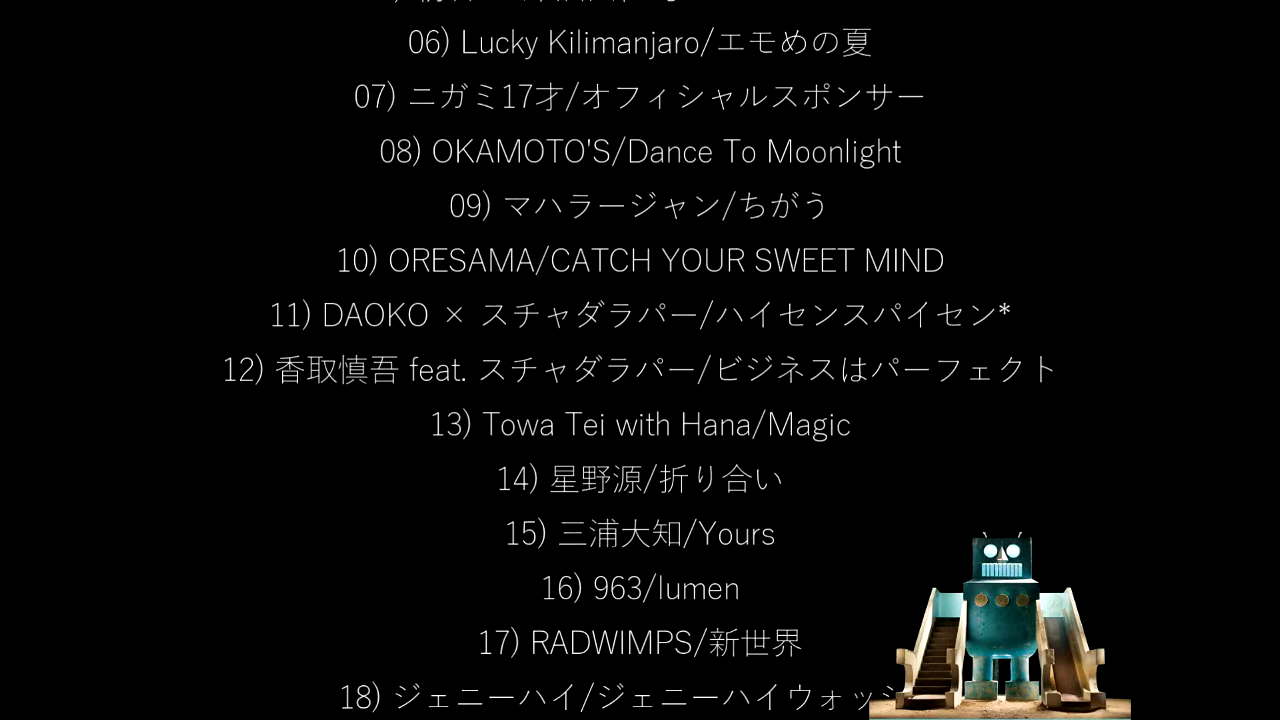 06) Lucky Kilimanjaro/エモめの夏
07) ニガミ17才/オフィシャルスポンサー
08) OKAMOTO'S/Dance To Moonlight
09) マハラージャン/ちがう
10) ORESAMA/CATCH YOUR SWEET MIND
11) DAOKO × スチャダラパー/ハイセンスパイセン*
12) 香取慎吾 feat. スチャダラパー/ビジネスはパーフェクト
13) Towa Tei with Hana/Magic
14) 星野源/折り合い
15) 三浦大知/Yours
16) 963/lumen
17) RADWIMPS/新世界
18) ジェニーハイ/ジェニーハイウォッ